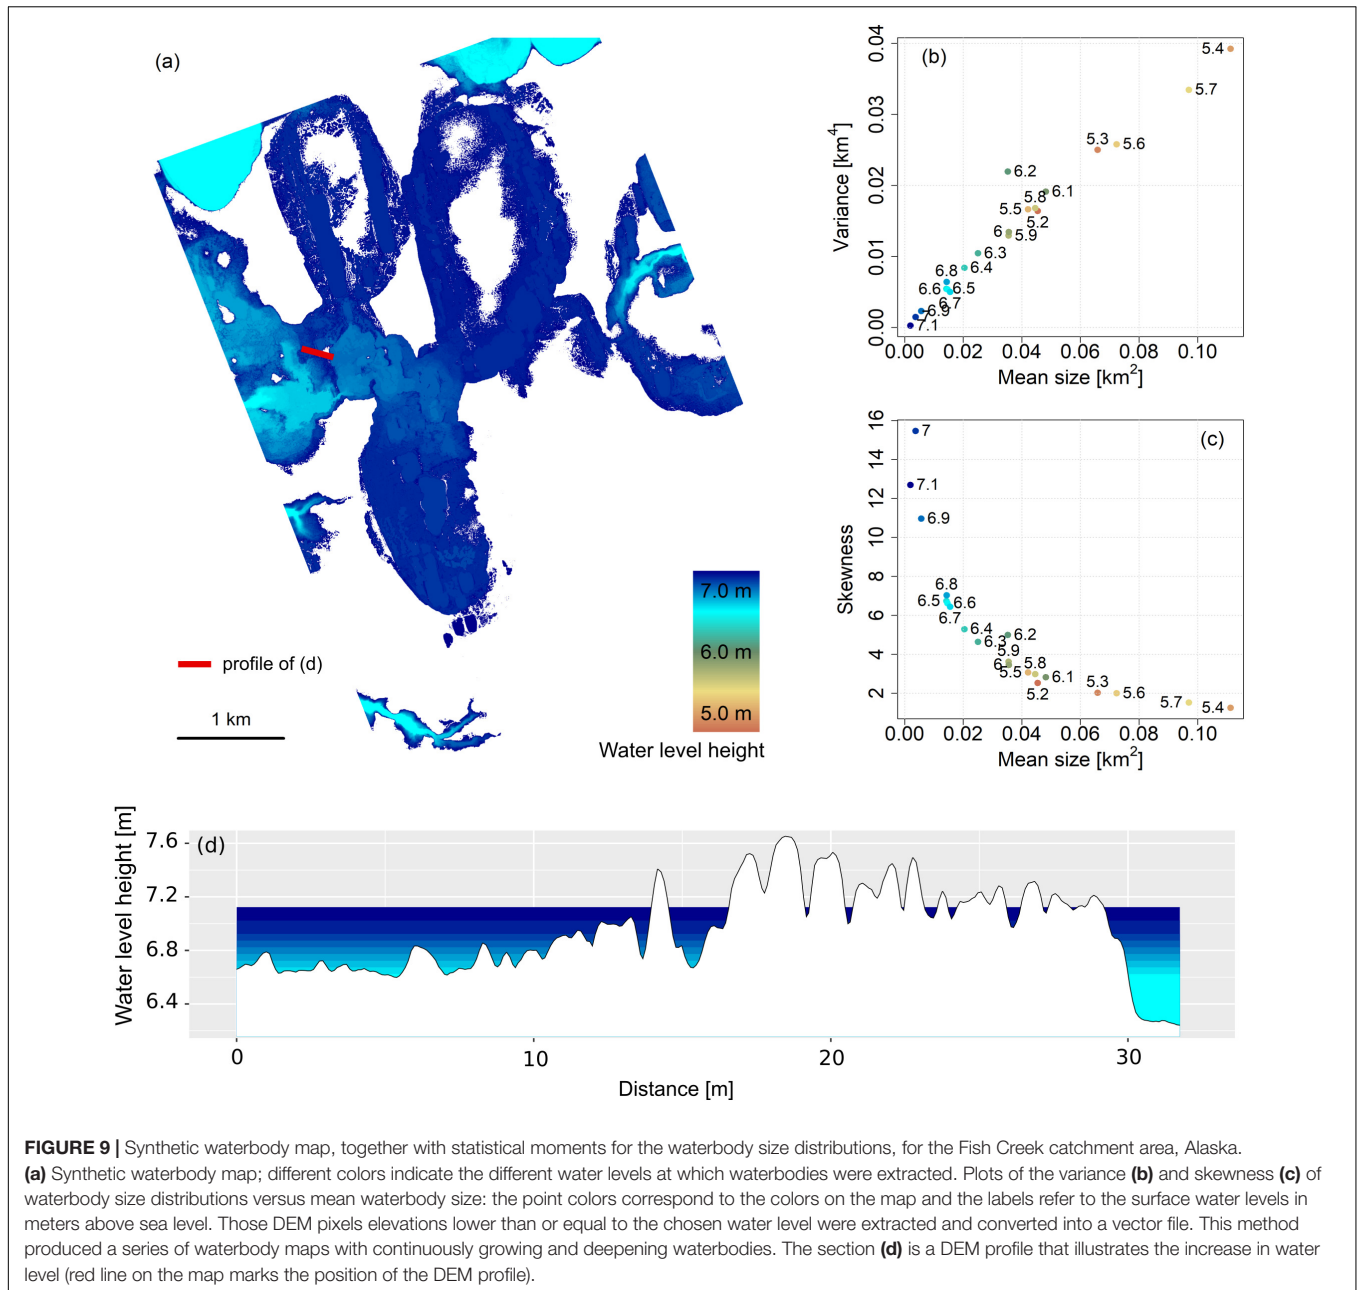 (a)
7.0 m
6.0 m
5.0 m
Water level height
profile of (d)
1 km
(b)
Variance [km4]
0.04
0.03
0.02
0.01
0.00
5.4
5.7
5.3
5.6
6.2
6.1
5.8
5.5
5.2
6
5.9
6.3
6.4
6.8
6.6
6.5
6.7
6.9
7
7.1
0.00 0.02 0.04 0.06 0.08 0.10
Mean size [km2]
(c)
Skewness
16
14
12
10
8
6
4
2
7
7.1
6.9
6.8
6.5
6.6
6.7
6.4
6.3
6.2
5.9
6
5.8
5.5
6.1
5.2
5.3
5.6
5.7
5.4
0.00 0.02 0.04 0.06 0.08 0.10
Mean size [km2]
(d)
Water level height [m]
7.6
7.2
6.8
6.4
0 10 20 30
Distance [m]
FIGURE 9 | Synthetic waterbody map, together with statistical moments for the waterbody size distributions, for the Fish Creek catchment area, Alaska.
(a) Synthetic waterbody map; different colors indicate the different water levels at which waterbodies were extracted. Plots of the variance (b) and skewness (c) of
waterbody size distributions versus mean waterbody size: the point colors correspond to the colors on the map and the labels refer to the surface water levels in
meters above sea level. Those DEM pixels elevations lower than or equal to the chosen water level were extracted and converted into a vector file. This method
produced a series of waterbody maps with continuously growing and deepening waterbodies. The section (d) is a DEM profile that illustrates the increase in water
level (red line on the map marks the position of the DEM profile).